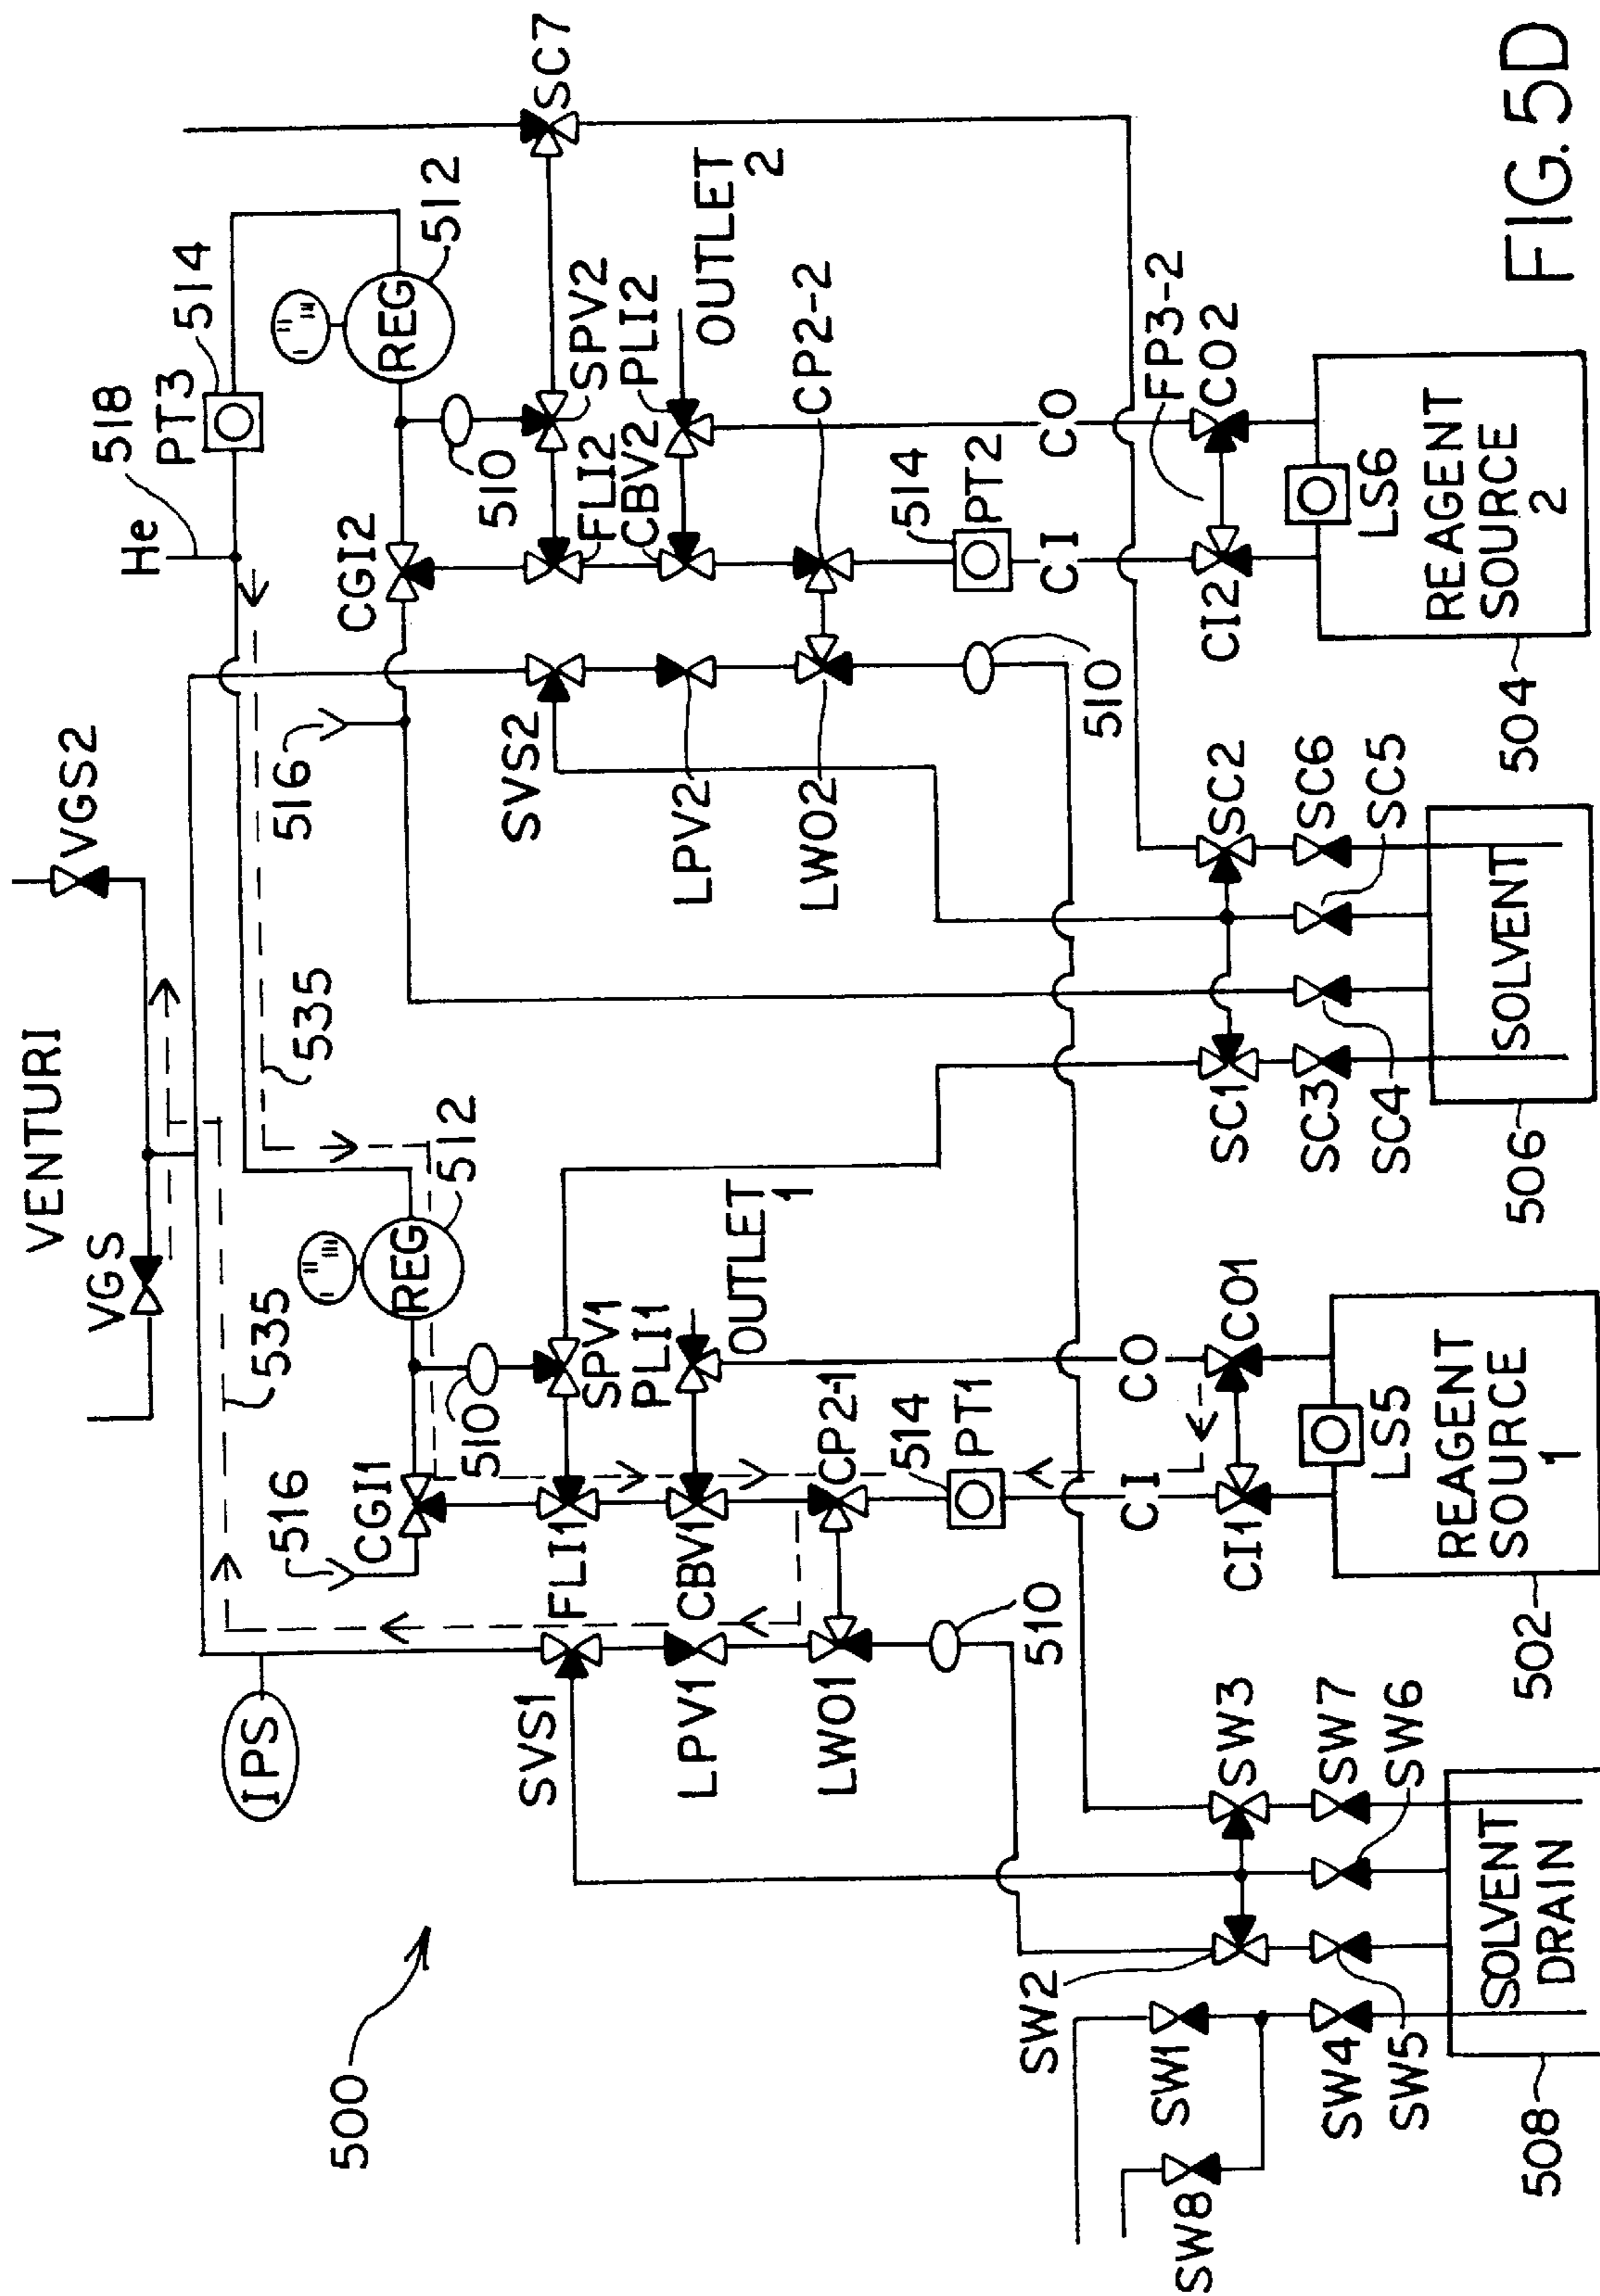 VENTURI
VGS
VGS2
He
518
PT3
514
535
535
500
IPS
516
CGI1
REG
512
510
516
CGI2
REG
512
510
SC7
SVS1
FLI1
SPV1
PLI1
OUTLET
1
LPV1
CBV1
LWO1
CP2-1
514
PT1
510
CI
CO
SVS2
FLI2
CBV2
SPV2
PLI2
OUTLET
2
LPV2
LWO2
CP2-2
514
PT2
510
CI
CO
FP3-2
SW8
SW1
SW2
SW3
SW4
SW5
SW7
SW6
CI1
CO1
SC1
SC2
SC3
SC4
SC6
SC5
CI2
CO2
508
SOLVENT
DRAIN
502
LS5
REAGENT
SOURCE
1
506
SOLVENT
504
LS6
REAGENT
SOURCE
2
FIG. 5D